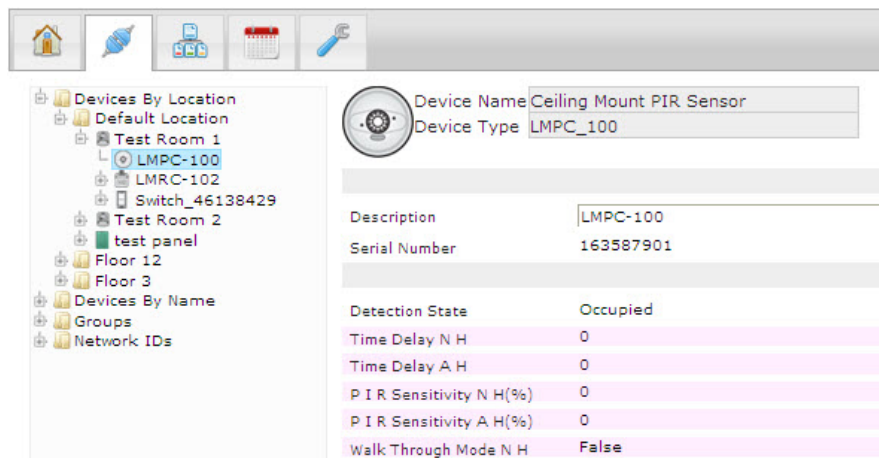 Devices By Location
Default Location
Test Room 1
LMPC-100
LMRC-102
Switch_46138429
Test Room 2
test panel
Floor 12
Floor 3
Devices By Name
Groups
Network IDs
Device Name Ceiling Mount PIR Sensor
Device Type LMPC_100
Description LMPC-100
Serial Number 163587901
Detection State Occupied
Time Delay N H 0
Time Delay A H 0
P I R Sensitivity N H(%) 0
P I R Sensitivity A H(%) 0
Walk Through Mode N H False